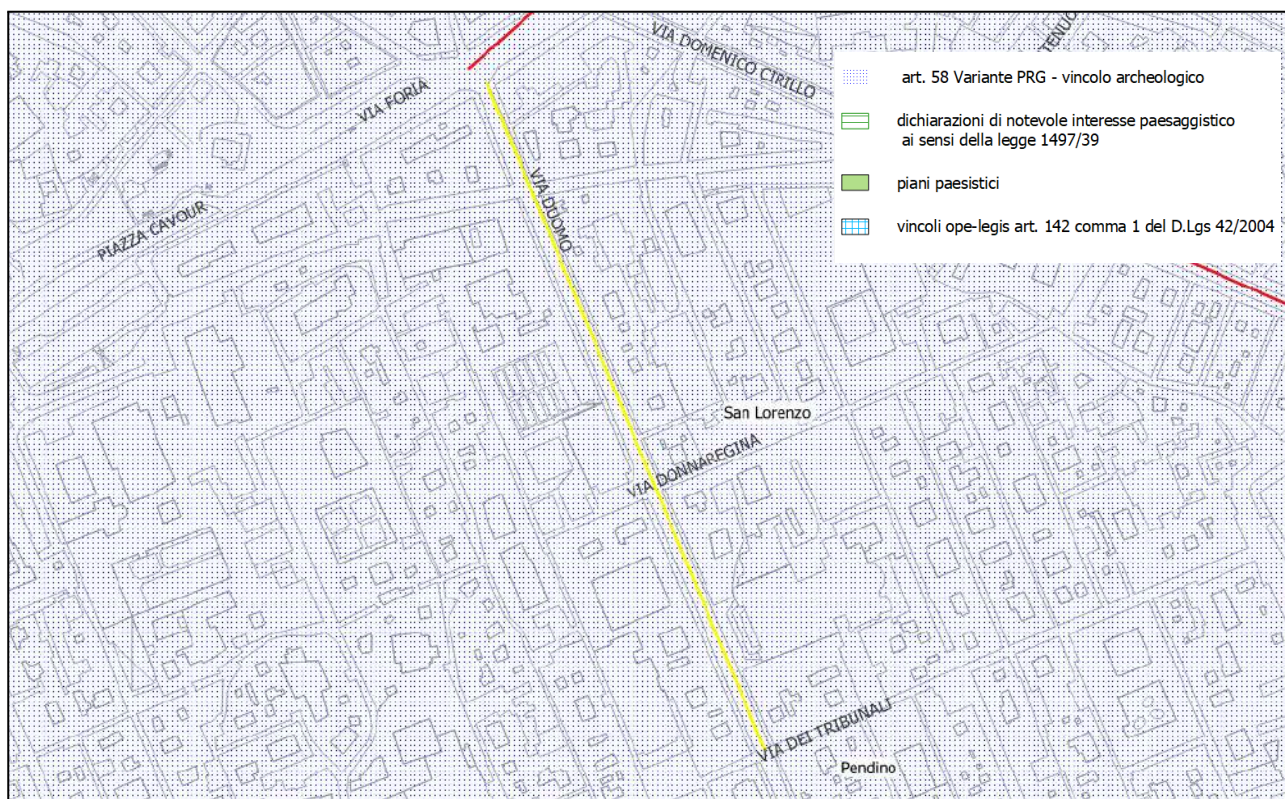 VIA DOMENICO CIRILLO
TENUO
VIA FORIA
VIA DUOMO
PIAZZA CAVOUR
San Lorenzo
VIA DONNAREGINA
VIA DEI TRIBUNALI
Pendino
art. 58 Variante PRG - vincolo archeologico
dichiarazioni di notevole interesse paesaggistico
ai sensi della legge 1497/39
piani paesistici
vincoli ope-legis art. 142 comma 1 del D.Lgs 42/2004